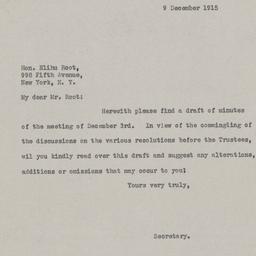 9 December 1915
Hon. Elihu Root,
998 Fifth Avenue,
New York, N. Y.
My dear Mr. Root:
Herewith please find a draft of minutes
of the meeting of December 3rd. In view of the commingling of
the discussions on the various resolutions before the Trustees,
wil you kindly read over this draft and suggest any alterations,
additions or omissions that may occur to you?
Yours very truly,
Secretary.